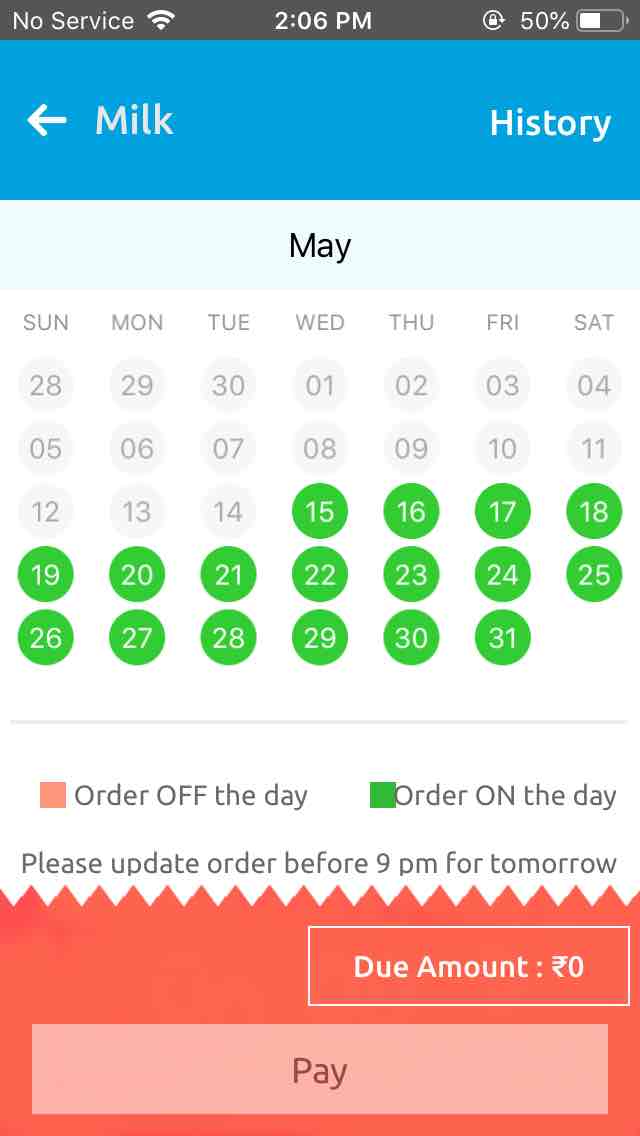 No Service 2:06 PM 50%
Milk History
May
SUN MON TUE WED THU FRI SAT
28 29 30 01 02 03 04
05 06 07 08 09 10 11
12 13 14 15 16 17 18
19 20 21 22 23 24 25
26 27 28 29 30 31
Order OFF the day Order ON the day
Please update order before 9 pm for tomorrow
Due Amount : ₹0
Pay